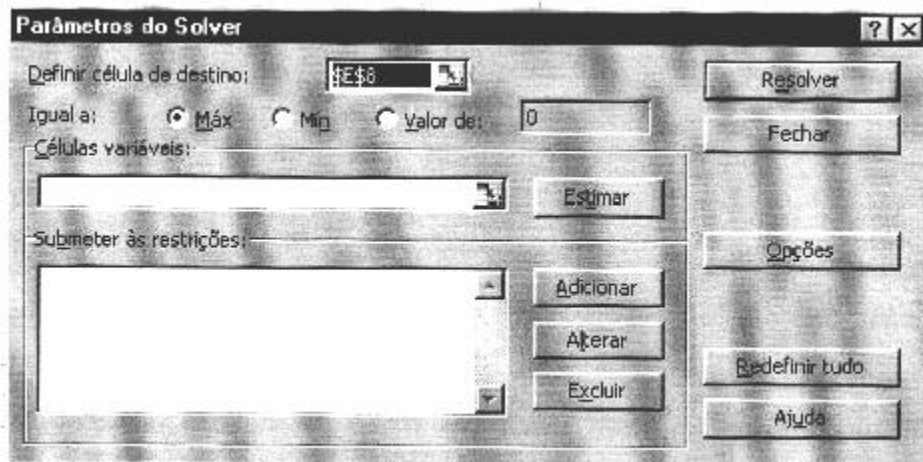 Parâmetros do Solver
Definir célula de destino: $E$8
Resolver
Igual a: Máx Min Valor de: 0
Fechar
Células variáveis:
Estimar
Submeter às restrições:
Opções
Adicionar
Alterar
Redefinir tudo
Excluir
Ajuda